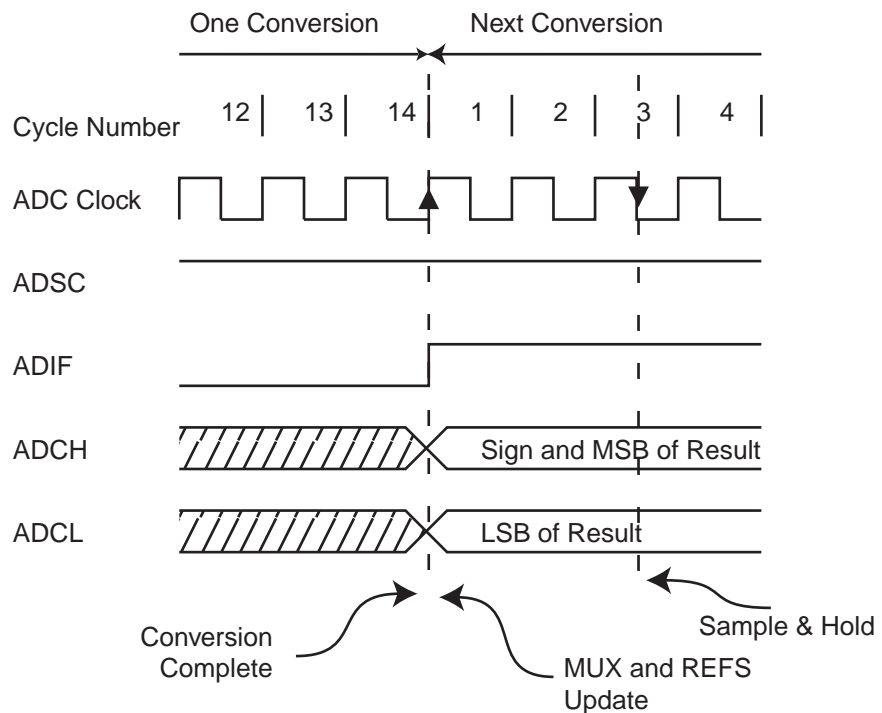 One Conversion Next Conversion
12 13 14 1 2 3 4
Cycle Number
ADC Clock
ADSC
ADIF
ADCH Sign and MSB of Result
ADCL LSB of Result
Sample & Hold
Conversion
Complete
MUX and REFS
Update